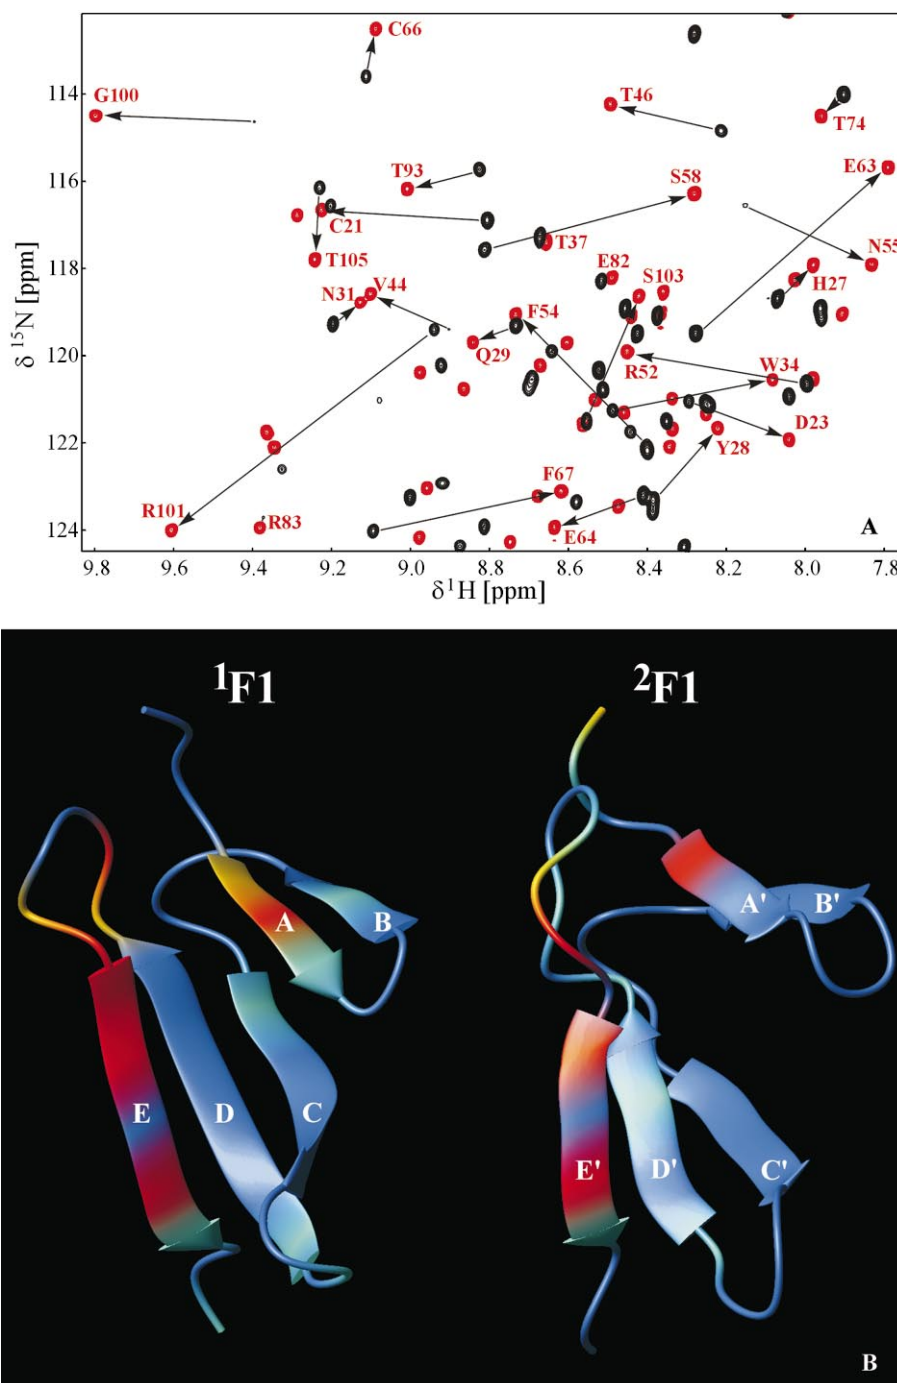 C66
G100
114
T46
T74
T93
E63
116
S58
C21
T37
N55
T105
E82
118
V44
S103
H27
N31
F54
Q29
W34
120
R52
D23
122
Y28
F67
R101
R83
E64
124
A
δ 15N [ppm]
9.8 9.6 9.2 9.0 8.8 8.6 8.4 8.2 8.0 7.8
δ1H [ppm]
1F1 2F1
A B A' B'
E D C
E' D' C'
B